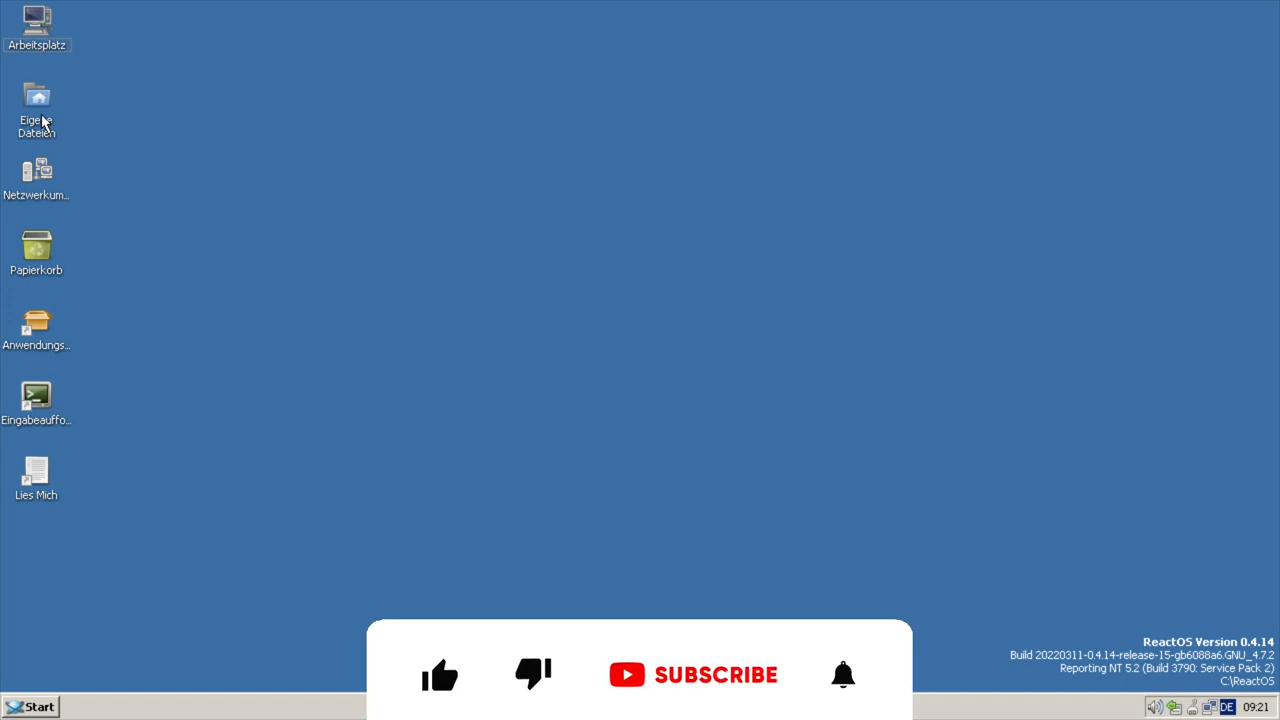 Arbeitsplatz
Eigene
Dateien
Netzwerkum...
Papierkorb
Anwendungs...
Eingabeauffo...
Lies Mich
SUBSCRIBE
ReactOS Version 0.4.14
Build 20220311-0.4.14-release-15-gb6088a6.GNU_4.7.2
Reporting NT 5.2 (Build 3790: Service Pack 2)
C:\ReactOS
Start
DE
09:21